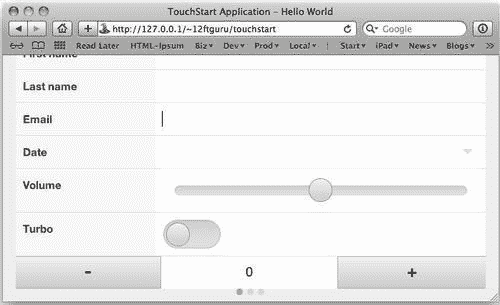 TouchStart Application – Hello World
http://127.0.0.1/~12ftguru/touchstart
Google
Read Later HTML-Ipsum Biz Dev Prod Local ! Start iPad News Blogs
First name
Last name
Email
Date
Volume
Turbo
- 0 +